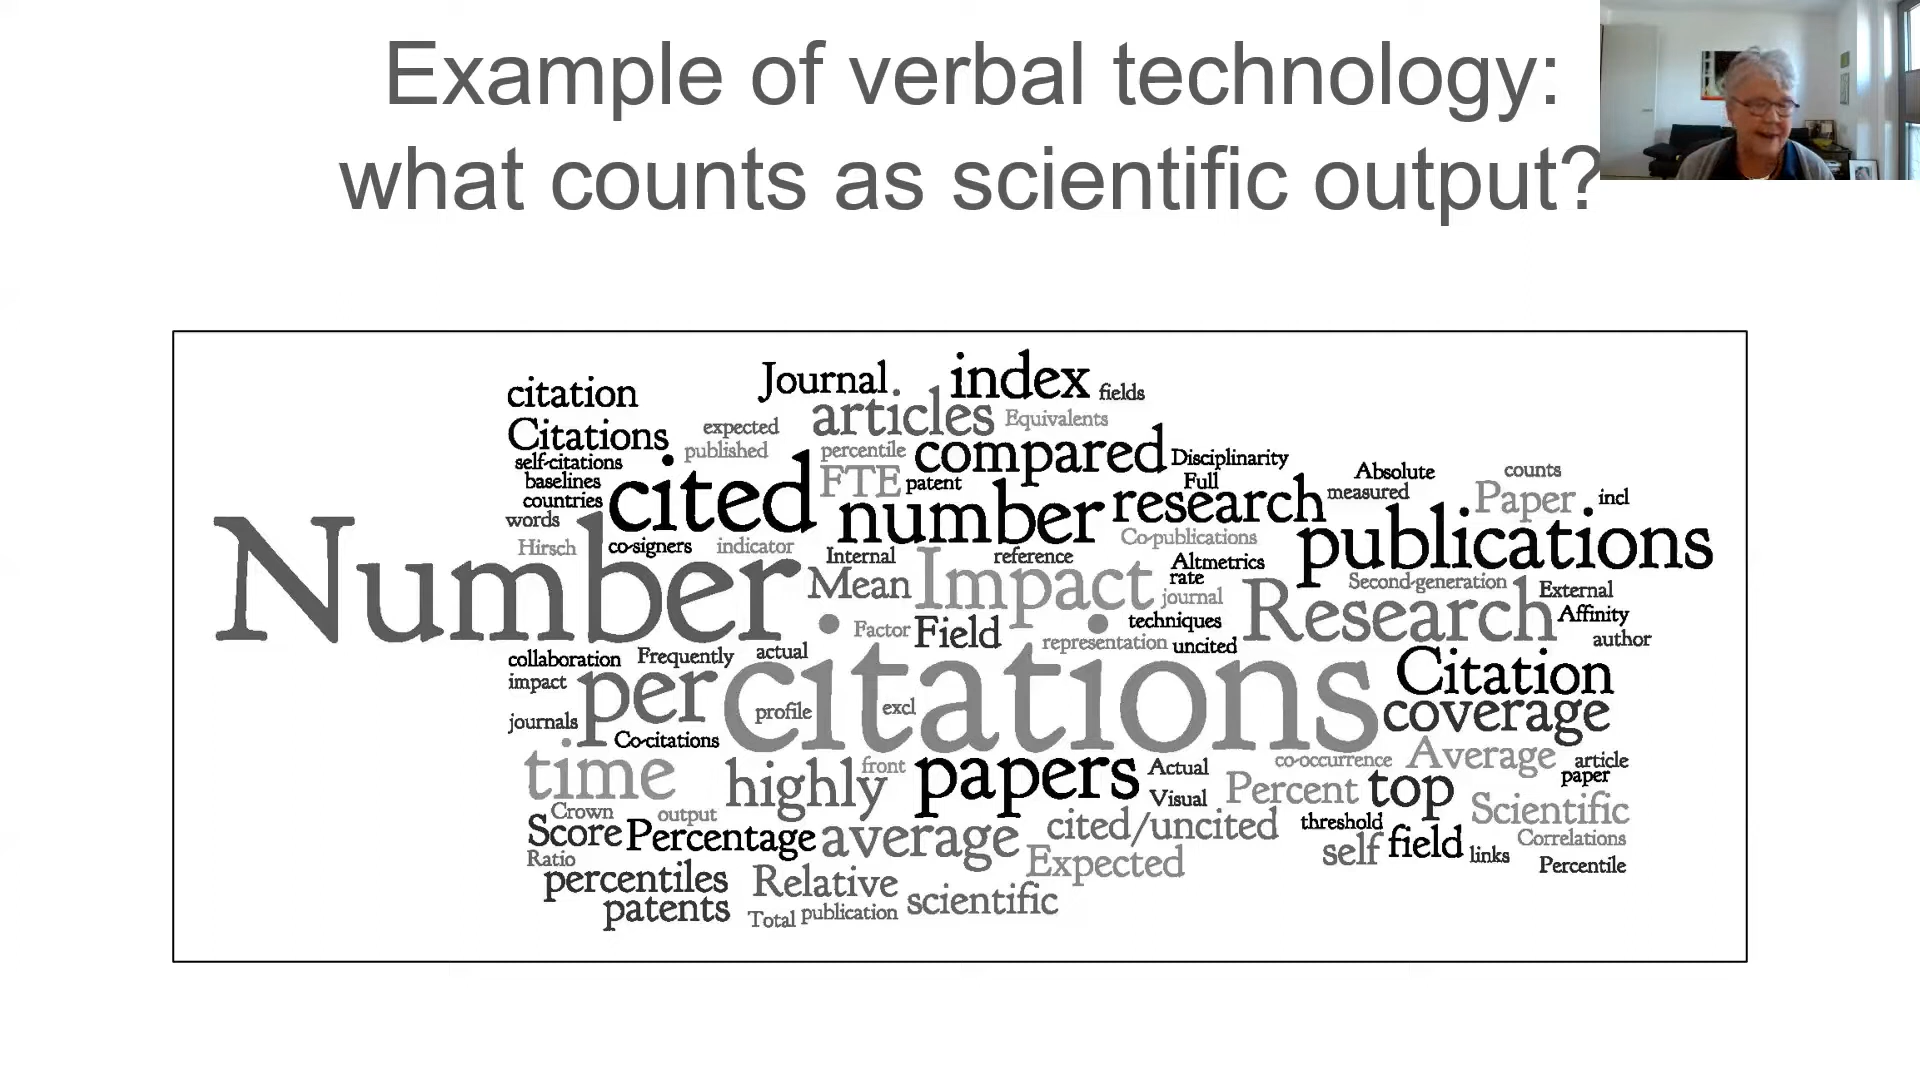 Example of verbal technology:
what counts as scientific output?
Journal index fields
citation
articles Equivalents
Citations expected
published percentile compared Disciplinarity
self-citations
baselines
countries cited FTE patent Full Absolute counts
number research measured Paper incl
words
Hirsch co-signers indicator Co-publications publications
Number Internal reference Altmetrics
Mean Impact rate Second-generation External
journal Research Affinity
Factor Field techniques author
representation uncited
collaboration Frequently actual
impact per citations Citation
journals profile excl coverage
Co-citations
time highly front papers Actual co-occurrence Average article
paper
Visual Percent top Scientific
Crown output
Score Percentage average cited/uncited threshold Correlations
Ratio Expected self field links Percentile
percentiles Relative scientific
patents Total publication